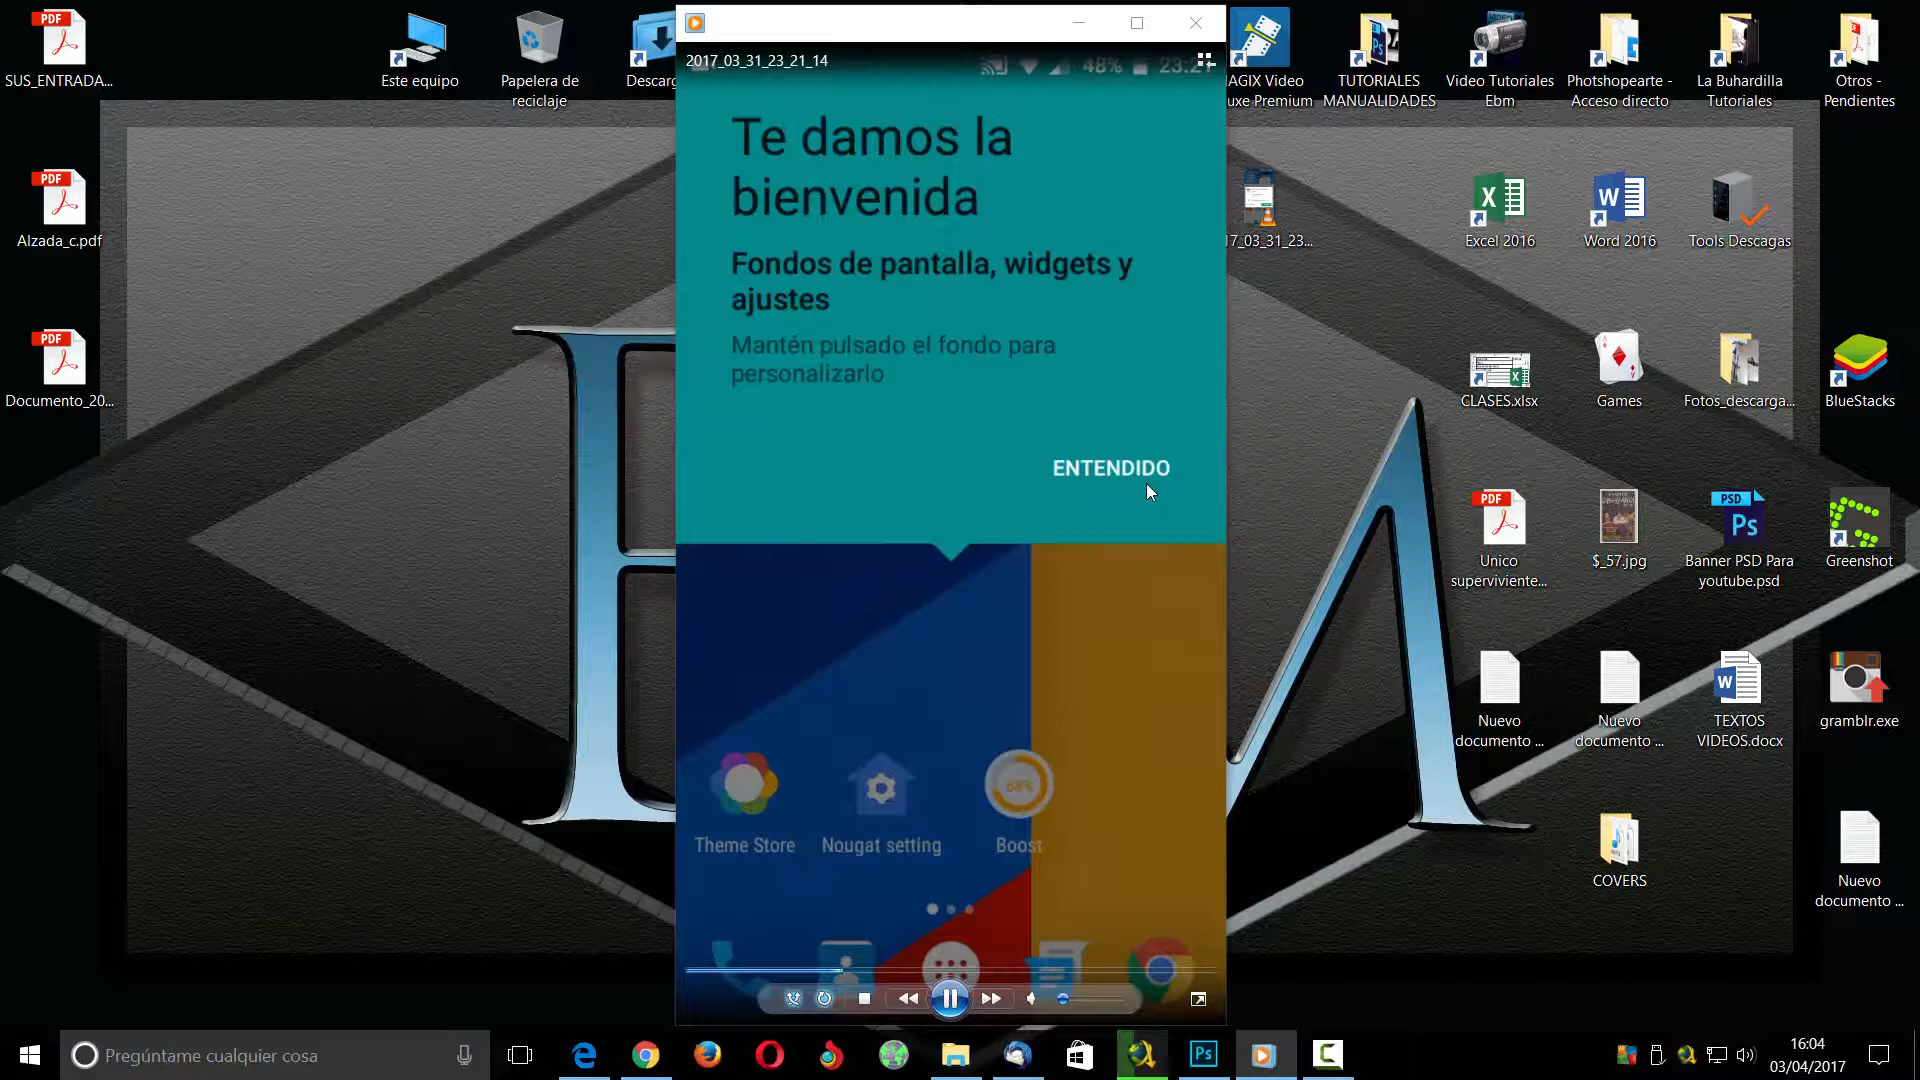 SUS_ENTRADA...
Este equipo
Papelera de
reciclaje
Descarg
2017_03_31_23_21_14
48%
Te damos la
bienvenida
Fondos de pantalla, widgets y
ajustes
Mantén pulsado el fondo para
personalizarlo
ENTENDIDO
Theme Store
Nougat setting
Boost
AGIX Video
uxe Premium
TUTORIALES
MANUALIDADES
Video Tutoriales
Ebm
Photshopearte -
Acceso directo
La Buhardilla
Tutoriales
Otros -
Pendientes
Alzada_c.pdf
17_03_31_23...
Excel 2016
Word 2016
Tools Descagas
Documento_20...
CLASES.xlsx
Games
Fotos_descarga...
BlueStacks
Unico
superviviente...
$_57.jpg
Banner PSD Para
youtube.psd
Greenshot
Nuevo
documento ...
Nuevo
documento ...
TEXTOS
VIDEOS.docx
gramblr.exe
COVERS
Nuevo
documento ...
Pregúntame cualquier cosa
16:04
03/04/2017